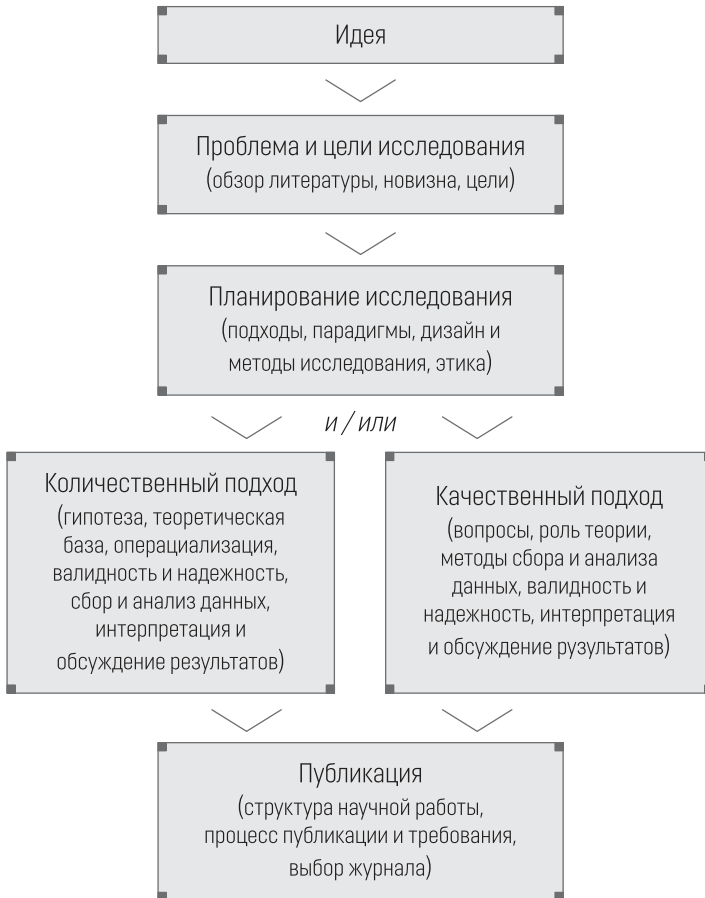 Идея
Проблема и цели исследования
(обзор литературы, новизна, цели)
Планирование исследования
(подходы, парадигмы, дизайн и
методы исследования, этика)
и / или
Количественный подход
(гипотеза, теоретическая
база, операциализация,
валидность и надежность,
сбор и анализ данных,
интерпретация и
обсуждение результатов)
Качественный подход
(вопросы, роль теории,
методы сбора и анализа
данных, валидность и
надежность, интерпретация
и обсуждение рузультатов)
Публикация
(структура научной работы,
процесс публикации и требования,
выбор журнала)